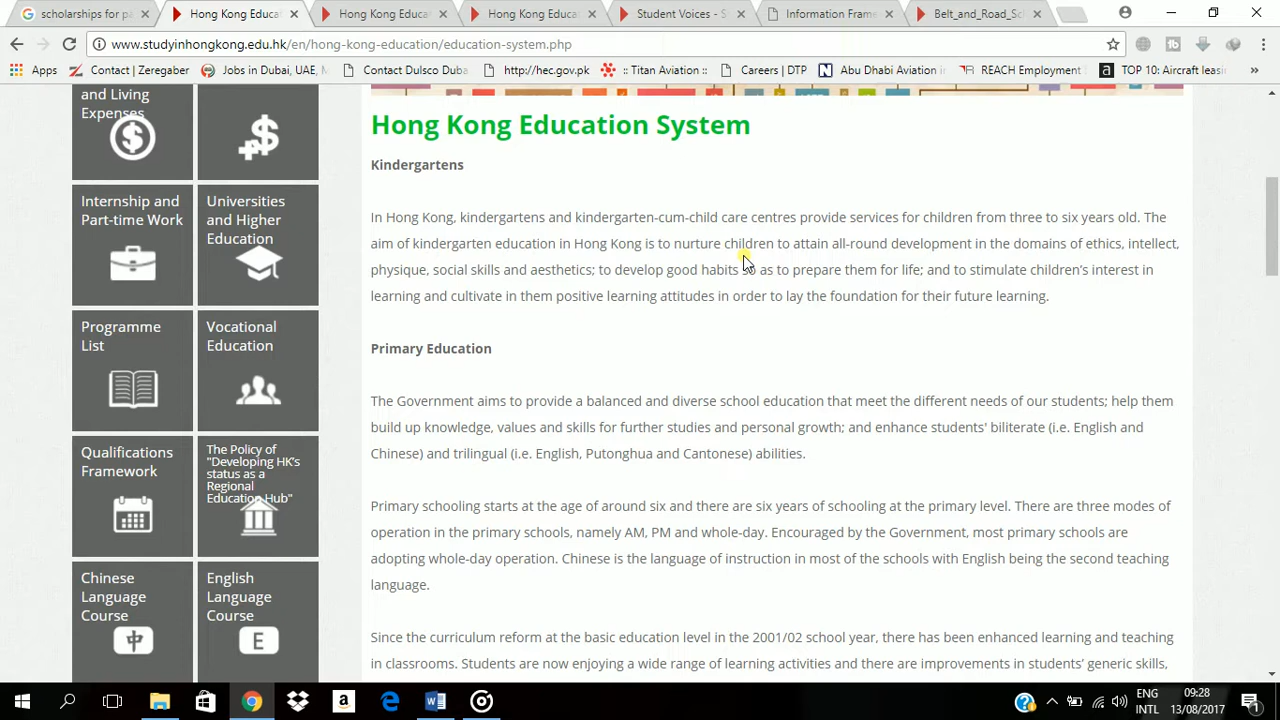 scholarships for pa
Hong Kong Educat
Hong Kong Educa
Hong Kong Educat
Student Voices - S
Information Frame
Belt_and_Road_Sc
www.studyinhongkong.edu.hk/en/hong-kong-education/education-system.php
Apps
Contact | Zeregaber
Jobs in Dubai, UAE, M
Contact Dulsco Duba
http://hec.gov.pk
:: Titan Aviation ::
Careers | DTP
Abu Dhabi Aviation i
REACH Employment
TOP 10: Aircraft leasi
and Living
Expenses
Internship and
Part-time Work
Universities
and Higher
Education
Programme
List
Vocational
Education
Qualifications
Framework
The Policy of
"Developing HK's
status as a
Regional
Education Hub"
Chinese
Language
Course
中
English
Language
Course
E
Hong Kong Education System
Kindergartens
In Hong Kong, kindergartens and kindergarten-cum-child care centres provide services for children from three to six years old. The
aim of kindergarten education in Hong Kong is to nurture children to attain all-round development in the domains of ethics, intellect,
physique, social skills and aesthetics; to develop good habits so as to prepare them for life; and to stimulate children's interest in
learning and cultivate in them positive learning attitudes in order to lay the foundation for their future learning.
Primary Education
The Government aims to provide a balanced and diverse school education that meet the different needs of our students; help them
build up knowledge, values and skills for further studies and personal growth; and enhance students' biliterate (i.e. English and
Chinese) and trilingual (i.e. English, Putonghua and Cantonese) abilities.
Primary schooling starts at the age of around six and there are six years of schooling at the primary level. There are three modes of
operation in the primary schools, namely AM, PM and whole-day. Encouraged by the Government, most primary schools are
adopting whole-day operation. Chinese is the language of instruction in most of the schools with English being the second teaching
language.
Since the curriculum reform at the basic education level in the 2001/02 school year, there has been enhanced learning and teaching
in classrooms. Students are now enjoying a wide range of learning activities and there are improvements in students' generic skills,
ENG
INTL
09:28
13/08/2017